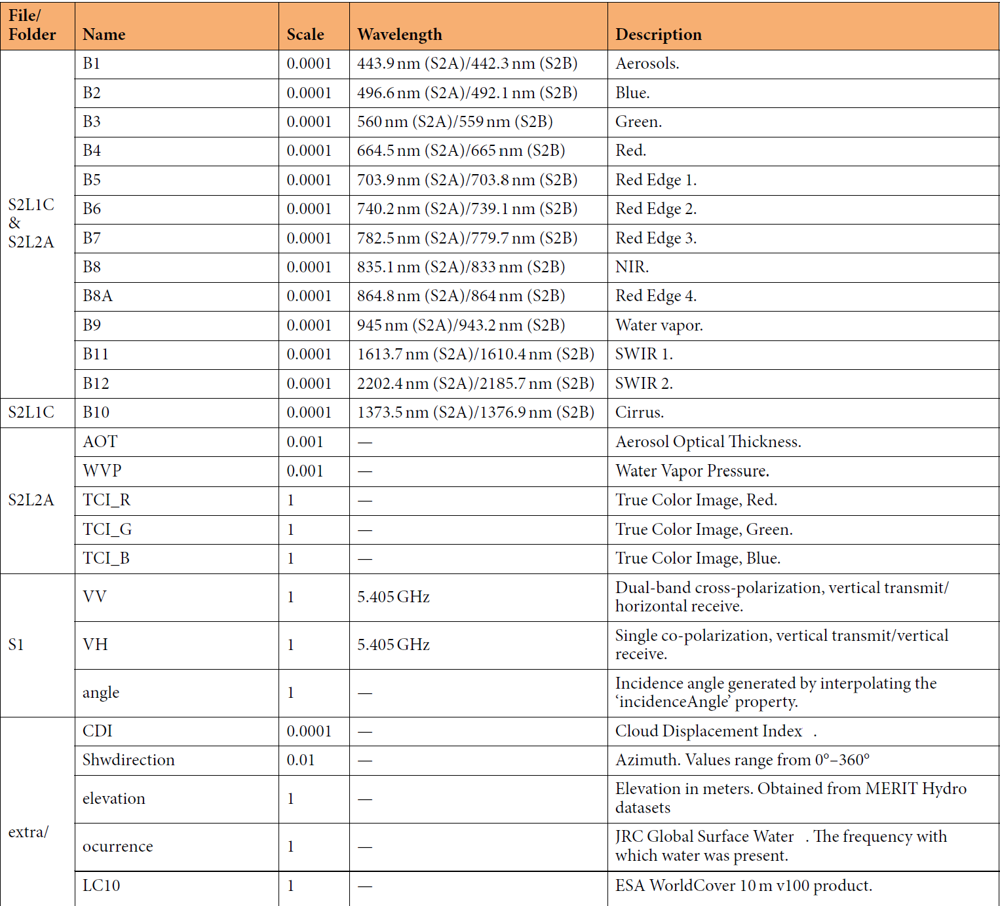 File/
Folder Name Scale Wavelength Description
B1 0.0001 443.9 nm (S2A)/442.3 nm (S2B) Aerosols.
B2 0.0001 496.6 nm (S2A)/492.1 nm (S2B) Blue.
B3 0.0001 560 nm (S2A)/559 nm (S2B) Green.
B4 0.0001 664.5 nm (S2A)/665 nm (S2B) Red.
B5 0.0001 703.9 nm (S2A)/703.8 nm (S2B) Red Edge 1.
S2L1C
&
S2L2A
B6 0.0001 740.2 nm (S2A)/739.1 nm (S2B) Red Edge 2.
B7 0.0001 782.5 nm (S2A)/779.7 nm (S2B) Red Edge 3.
B8 0.0001 835.1 nm (S2A)/833 nm (S2B) NIR.
B8A 0.0001 864.8 nm (S2A)/864 nm (S2B) Red Edge 4.
B9 0.0001 945 nm (S2A)/943.2 nm (S2B) Water vapor.
B11 0.0001 1613.7 nm (S2A)/1610.4 nm (S2B) SWIR 1.
B12 0.0001 2202.4 nm (S2A)/2185.7 nm (S2B) SWIR 2.
S2L1C B10 0.0001 1373.5 nm (S2A)/1376.9 nm (S2B) Cirrus.
AOT 0.001 — Aerosol Optical Thickness.
WVP 0.001 — Water Vapor Pressure.
S2L2A TCI_R 1 — True Color Image, Red.
TCI_G 1 — True Color Image, Green.
TCI_B 1 — True Color Image, Blue.
VV 1 5.405 GHz Dual-band cross-polarization, vertical transmit/
horizontal receive.
S1 VH 1 5.405 GHz Single co-polarization, vertical transmit/vertical
receive.
angle 1 — Incidence angle generated by interpolating the
‘incidenceAngle’ property.
CDI 0.0001 — Cloud Displacement Index .
Shwdirection 0.01 — Azimuth. Values range from 0°–360°
elevation 1 — Elevation in meters. Obtained from MERIT Hydro
datasets
extra/
ocurrence 1 — JRC Global Surface Water . The frequency with
which water was present.
LC10 1 — ESA WorldCover 10 m v100 product.